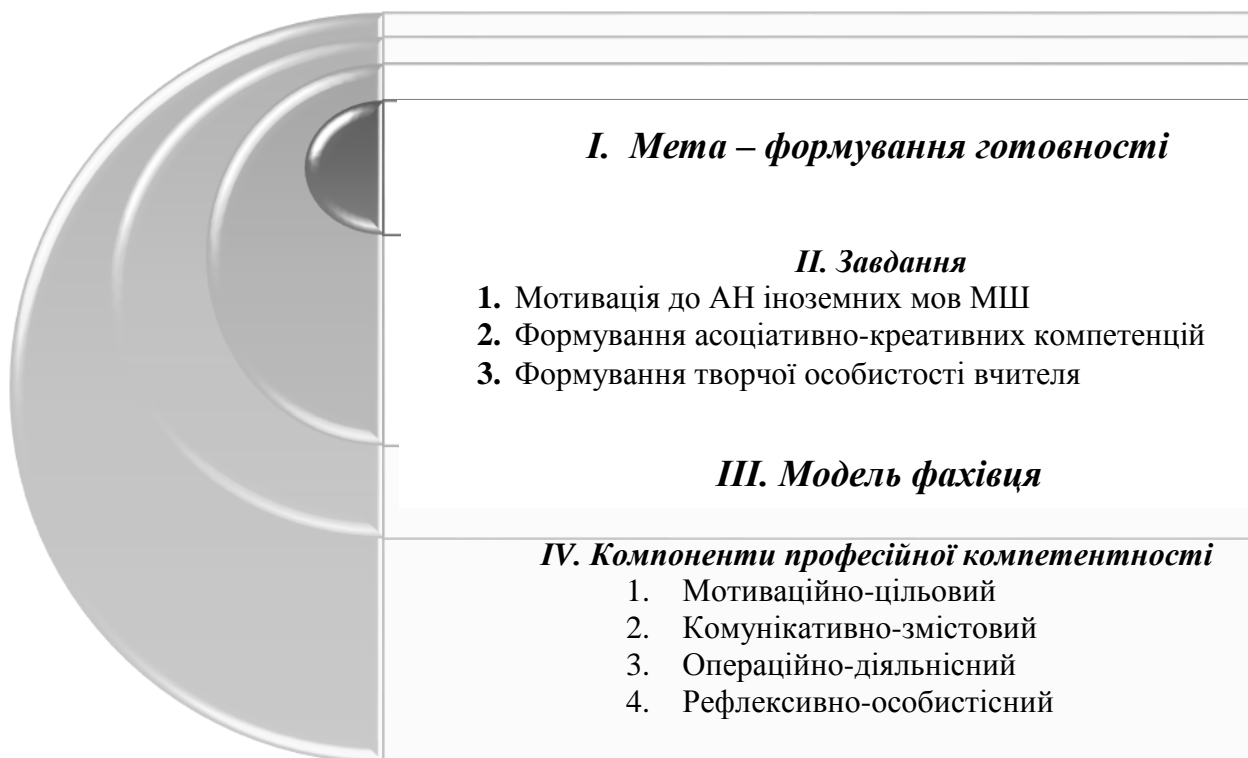 I. Мета – формування готовності
II. Завдання
1. Мотивація до АН іноземних мов МШ
2. Формування асоціативно-креативних компетенцій
3. Формування творчої особистості вчителя
III. Модель фахівця
IV. Компоненти професійної компетентності
1. Мотиваційно-цільовий
2. Комунікативно-змістовий
3. Операційно-діяльнісний
4. Рефлексивно-особистісний